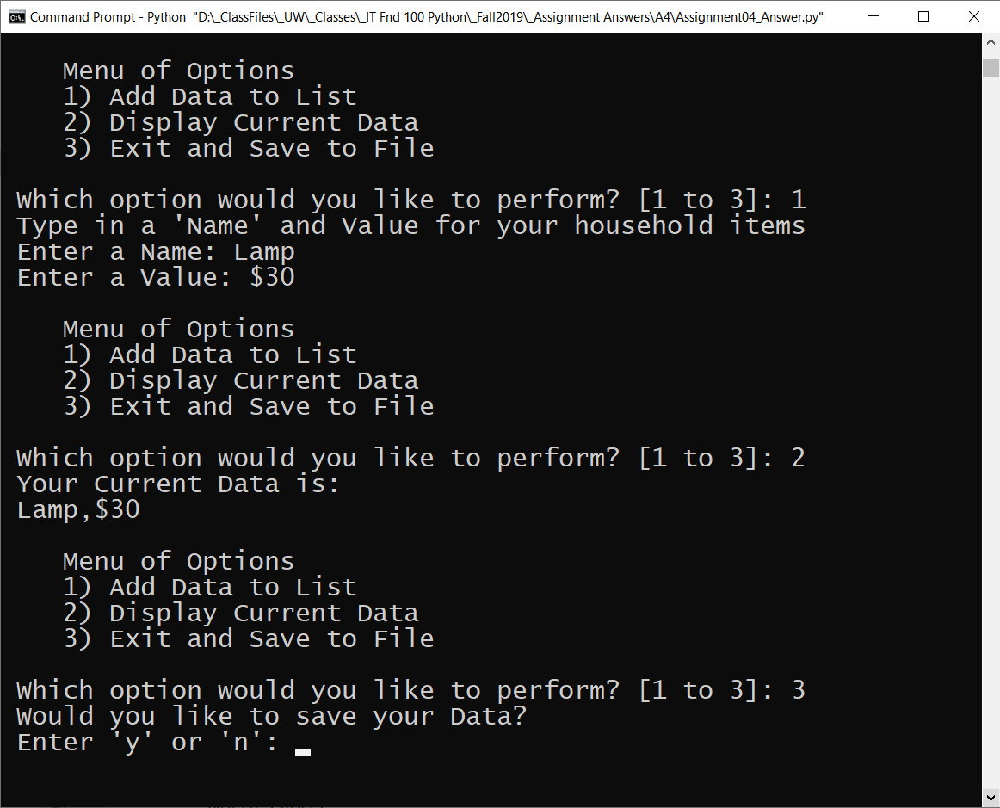 Command Prompt - Python "D:\_ClassFiles\_UW\_Classes\_IT Fnd 100 Python\_Fall2019\_Assignment Answers\A4\Assignment04_Answer.py"
Menu of Options
1) Add Data to List
2) Display Current Data
3) Exit and Save to File
Which option would you like to perform? [1 to 3]: 1
Type in a 'Name' and Value for your household items
Enter a Name: Lamp
Enter a Value: $30
Menu of Options
1) Add Data to List
2) Display Current Data
3) Exit and Save to File
Which option would you like to perform? [1 to 3]: 2
Your Current Data is:
Lamp,$30
Menu of Options
1) Add Data to List
2) Display Current Data
3) Exit and Save to File
Which option would you like to perform? [1 to 3]: 3
Would you like to save your Data?
Enter 'y' or 'n':